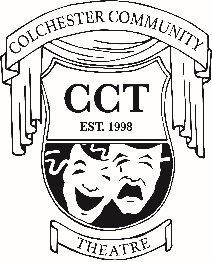 COLCHESTER COMMUNITY
CCT
EST. 1998
THEATRE